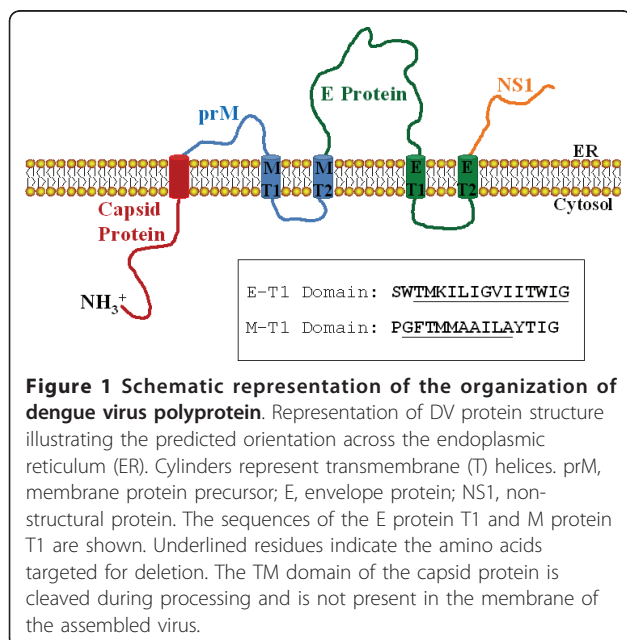 E Protein
NS1
prM
ER
M T1
M T2
E T1
E T2
Cytosol
Capsid
Protein
NH3+
E-T1 Domain: SWTMKILIGVIITWIG
M-T1 Domain: PGFTMMAAILAYTIG
Figure 1 Schematic representation of the organization of
dengue virus polyprotein. Representation of DV protein structure
illustrating the predicted orientation across the endoplasmic
reticulum (ER). Cylinders represent transmembrane (T) helices. prM,
membrane protein precursor; E, envelope protein; NS1, non-
structural protein. The sequences of the E protein T1 and M protein
T1 are shown. Underlined residues indicate the amino acids
targeted for deletion. The TM domain of the capsid protein is
cleaved during processing and is not present in the membrane of
the assembled virus.